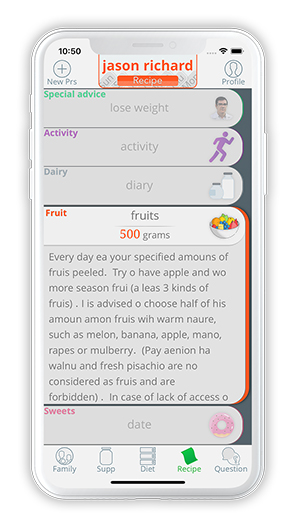 10:50
jason richard
New Prs
Recipe
Profile
Special advice
lose weight
Activity
activity
Dairy
diary
Fruit
fruits
500 grams
Every day ea your specified amouns of
fruis peeled. Try o have apple and wo
more season frui (a leas 3 kinds of
fruis) . I is advised o choose half of his
amoun amon fruis wih warm naure,
such as melon, banana, apple, mano,
rapes or mulberry. (Pay aenion ha
walnu and fresh pisachio are no
considered as fruis and are
forbidden) . In case of lack of access o
Sweets
date
Family
Supp
Diet
Recipe
Question